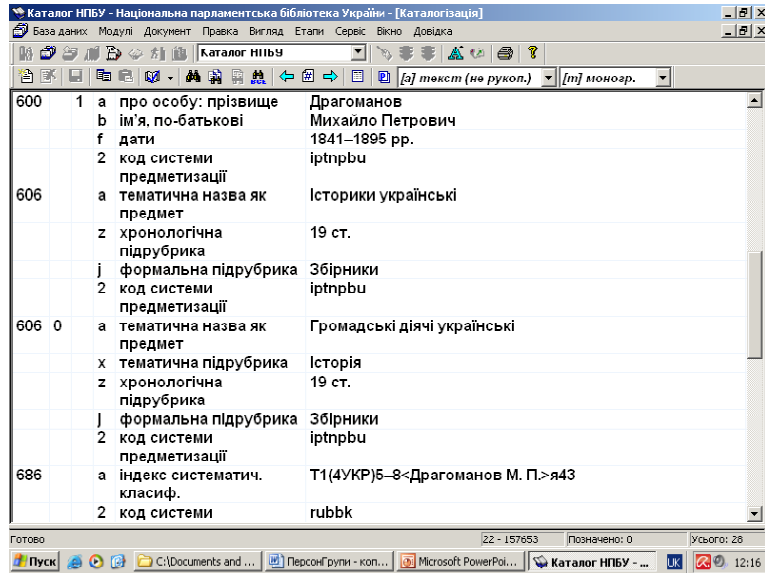 Каталог НПБУ - Національна парламентська бібліотека України - [Каталогізація]
База даних Модулі Документ Правка Вигляд Етапи Сервіс Вікно Довідка
Каталог НПБУ
[a] текст (не рукоп.) [m] моногр.
600 1 a про особу: прізвище Драгоманов
b ім'я, по-батькові Михайло Петрович
f дати 1841–1895 рр.
2 код системи iptnpbu
предметизації
606 a тематична назва як Історики українські
предмет
z хронологічна 19 ст.
підрубрика
j формальна підрубрика Збірники
2 код системи iptnpbu
предметизації
606 0 a тематична назва як Громадські діячі українські
предмет
x тематична підрубрика Історія
z хронологічна 19 ст.
підрубрика
j формальна підрубрика Збірники
2 код системи iptnpbu
предметизації
686 a індекс систематич. Т1(4УКР)5–8<Драгоманов М. П.>я43
класиф.
2 код системи rubbk
Готово 22 - 157653 Позначено: 0 Усього: 28
Пуск C:\Documents and ... ПерсонГрупи - коп... Microsoft PowerPoi... Каталог НПБУ - ... UK 12:16